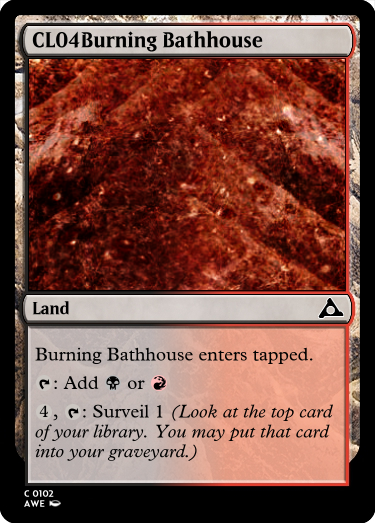 CL04Burning Bathhouse
Land
Burning Bathhouse enters tapped.
: Add or
4 , : Surveil 1 (Look at the top card
of your library. You may put that card
into your graveyard.)
C 0102
AWE